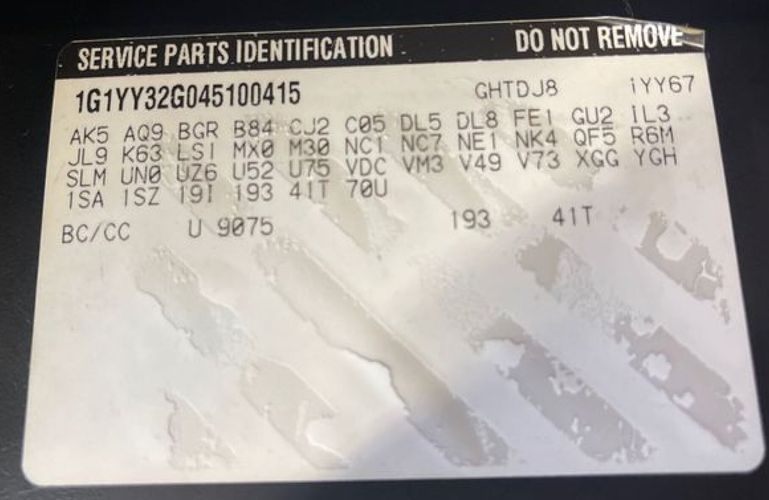 SERVICE PARTS IDENTIFICATION DO NOT REMOVE
1G1YY32G045100415 GHTDJ8 1YY67
AK5 AQ9 BGR B84 CJ2 C05 DL5 DL8 FE1 GU2 IL3
JL9 K63 LS1 MX0 M30 NC1 NC7 NE1 NK4 QF5 R6M
SLM UN0 UZ6 U52 U75 VDC VM3 V49 V73 XGG YGH
1SA 1SZ 19I 193 41T 70U
BC/CC U 9075 193 41T